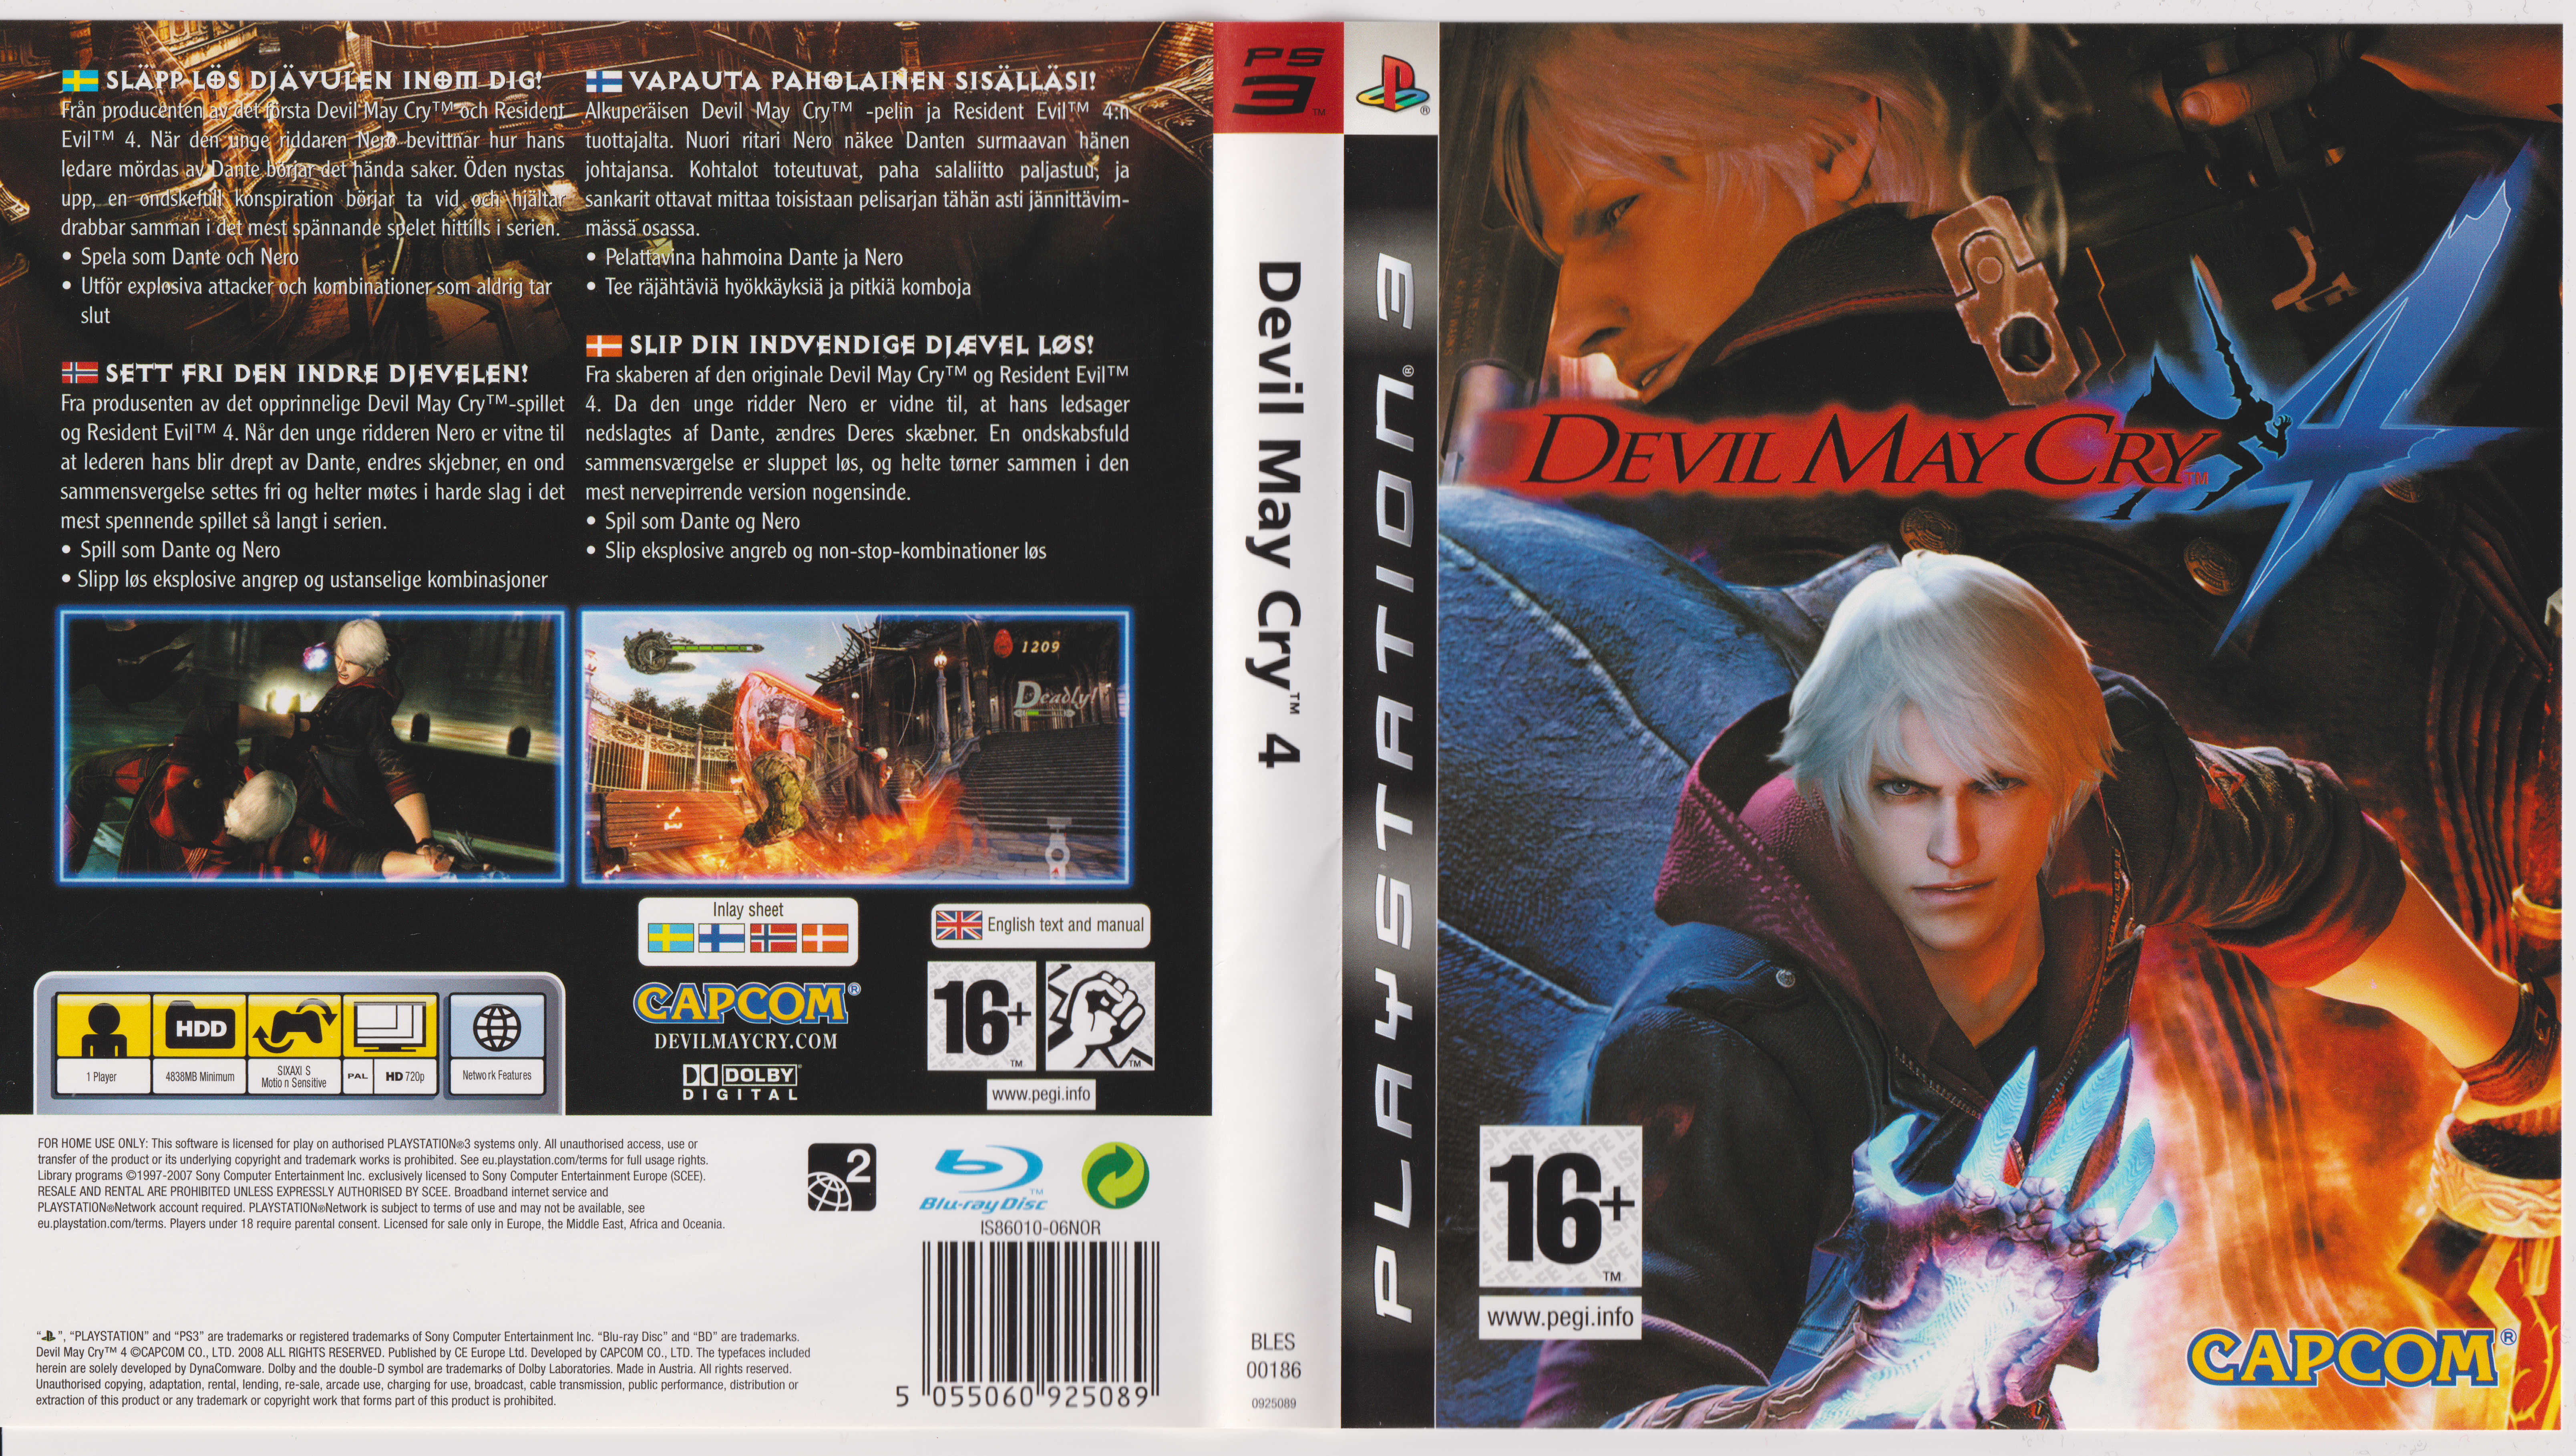 SLÄPP LÖS DJÄVULEN INOM DIG!
Från producenten av det första Devil May Cry™ och Resident
Evil™ 4. När den unge riddaren Nero bevittnar hur hans
ledare mördas av Dante börjar det hända saker. Öden nystas
upp, en ondskefull konspiration börjar ta vid och hjältar
drabbar samman i det mest spännande spelet hittills i serien.
• Spela som Dante och Nero
• Utför explosiva attacker och kombinationer som aldrig tar
slut
SETT FRI DEN INDRE DJEVELEN!
Fra produsenten av det opprinnelige Devil May Cry™-spillet
og Resident Evil™ 4. Når den unge ridderen Nero er vitne til
at lederen hans blir drept av Dante, endres skjebner, en ond
sammensvergelse settes fri og helter møtes i harde slag i det
mest spennende spillet så langt i serien.
• Spill som Dante og Nero
• Slipp løs eksplosive angrep og ustanselige kombinasjoner
VAPAUTA PAHOLAINEN SISÄLLÄSI!
Alkuperäisen Devil May Cry™ -pelin ja Resident Evil™ 4:n
tuottajalta. Nuori ritari Nero näkee Danten surmaavan hänen
johtajansa. Kohtalot toteutuvat, paha salaliitto paljastuu, ja
sankarit ottavat mittaa toisistaan pelisarjan tähän asti jännittävim-
mässä osassa.
• Pelattavina hahmoina Dante ja Nero
• Tee räjähtäviä hyökkäyksiä ja pitkiä komboja
SLIP DIN INDVENDIGE DJÆVEL LØS!
Fra skaberen af den originale Devil May Cry™ og Resident Evil™
4. Da den unge ridder Nero er vidne til, at hans ledsager
nedslagtes af Dante, ændres Deres skæbner. En ondskabsfuld
sammensværgelse er sluppet løs, og helte tørner sammen i den
mest nervepirrende version nogensinde.
• Spil som Dante og Nero
• Slip eksplosive angreb og non-stop-kombinationer løs
1209
Deadly!
Inlay sheet
English text and manual
CAPCOM®
DEVILMAYCRY.COM
DOLBY®
DIGITAL
16+™
™
www.pegi.info
HDD
1 Player
4838MB Minimum
SIXAXI S
Motio n Sensitive
PAL
HD 720p
Netwo rk Features
FOR HOME USE ONLY: This software is licensed for play on authorised PLAYSTATION®3 systems only. All unauthorised access, use or
transfer of the product or its underlying copyright and trademark works is prohibited. See eu.playstation.com/terms for full usage rights.
Library programs ©1997-2007 Sony Computer Entertainment Inc. exclusively licensed to Sony Computer Entertainment Europe (SCEE).
RESALE AND RENTAL ARE PROHIBITED UNLESS EXPRESSLY AUTHORISED BY SCEE. Broadband internet service and
PLAYSTATION®Network account required. PLAYSTATION®Network is subject to terms of use and may not be available, see
eu.playstation.com/terms. Players under 18 require parental consent. Licensed for sale only in Europe, the Middle East, Africa and Oceania.
2
Blu-ray Disc™
IS86010-06NOR
5 055060 925089
“ ”, “PLAYSTATION” and “PS3” are trademarks or registered trademarks of Sony Computer Entertainment Inc. “Blu-ray Disc” and “BD” are trademarks.
Devil May Cry™ 4 ©CAPCOM CO., LTD. 2008 ALL RIGHTS RESERVED. Published by CE Europe Ltd. Developed by CAPCOM CO., LTD. The typefaces included
herein are solely developed by DynaComware. Dolby and the double-D symbol are trademarks of Dolby Laboratories. Made in Austria. All rights reserved.
Unauthorised copying, adaptation, rental, lending, re-sale, arcade use, charging for use, broadcast, cable transmission, public performance, distribution or
extraction of this product or any trademark or copyright work that forms part of this product is prohibited.
PS3™
Devil May Cry™ 4
BLES
00186
0925089
PLAYSTATION®3
DEVIL MAY CRY™ 4
16+™
www.pegi.info
CAPCOM®